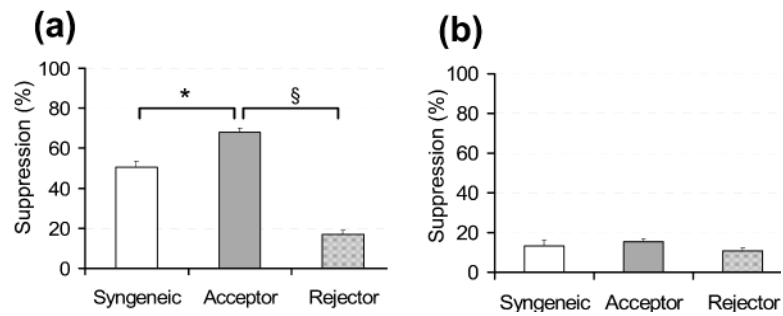 (a)
Suppression (%)
100
80
60
40
20
0
*
§
Syngeneic Acceptor Rejector
(b)
Suppression (%)
100
80
60
40
20
0
Syngeneic Acceptor Rejector